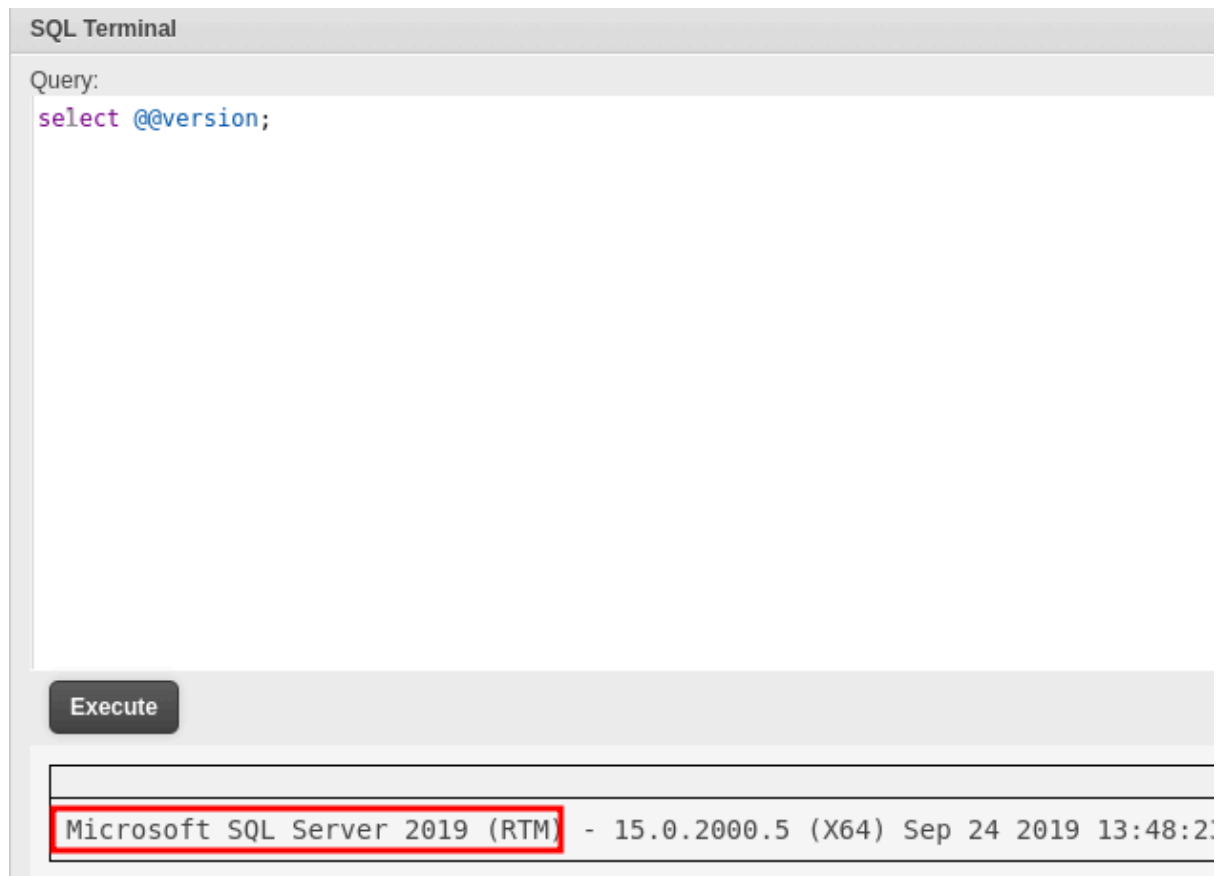 SQL Terminal
Query:
select @@version;
Execute
Microsoft SQL Server 2019 (RTM) - 15.0.2000.5 (X64) Sep 24 2019 13:48:23